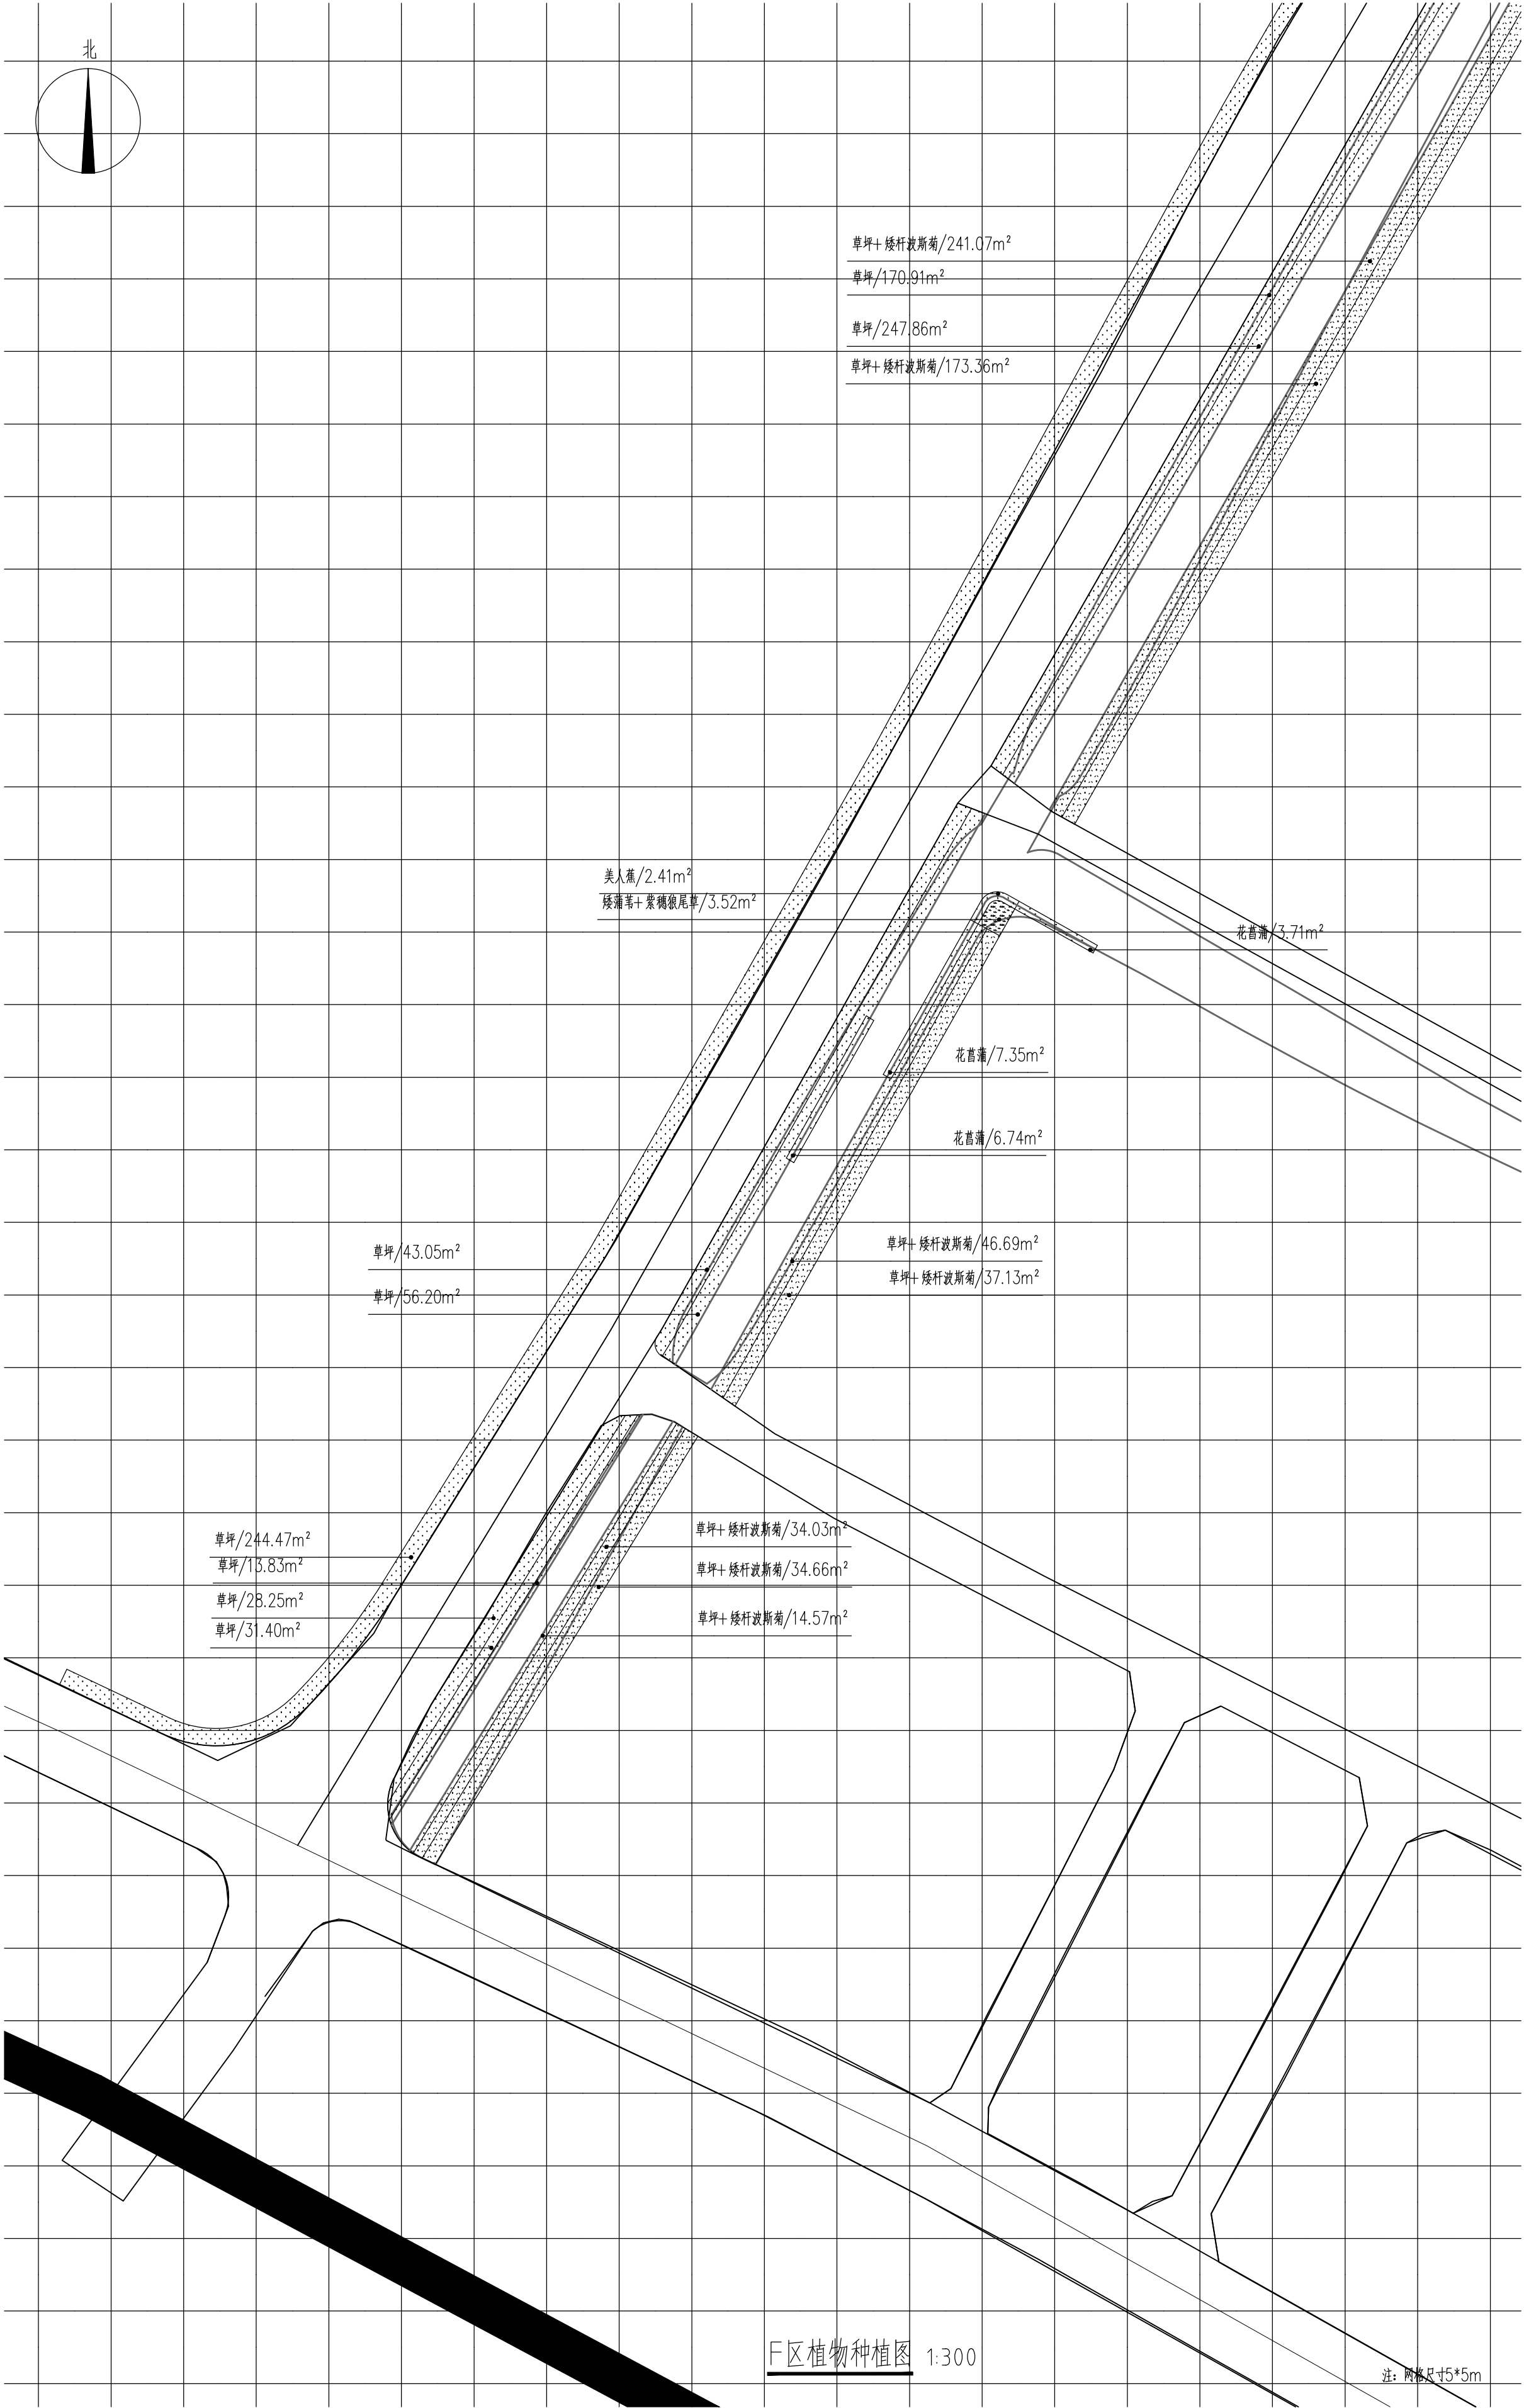 北
草坪+矮杆波斯菊/241.07m²
草坪/170.91m²
草坪/247.86m²
草坪+矮杆波斯菊/173.36m²
美人蕉/2.41m²
矮蒲苇+紫穗狼尾草/3.52m²
花菖蒲/3.71m²
花菖蒲/7.35m²
花菖蒲/6.74m²
草坪/43.05m²
草坪/56.20m²
草坪+矮杆波斯菊/46.69m²
草坪+矮杆波斯菊/37.13m²
草坪/244.47m²
草坪/13.83m²
草坪/28.25m²
草坪/31.40m²
草坪+矮杆波斯菊/34.03m²
草坪+矮杆波斯菊/34.66m²
草坪+矮杆波斯菊/14.57m²
F区植物种植图 1:300
注: 网格尺寸5*5m